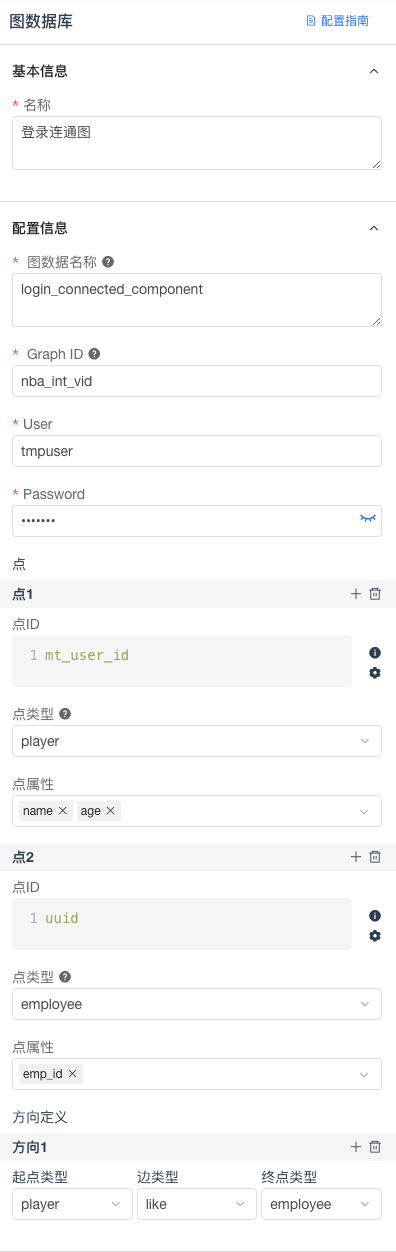 图数据库 配置指南
基本信息
* 名称
登录连通图
配置信息
* 图数据名称
login_connected_component
* Graph ID
nba_int_vid
* User
tmpuser
* Password
•••••••
点
点1
点ID
1 mt_user_id
点类型
player
点属性
name × age ×
点2
点ID
1 uuid
点类型
employee
点属性
emp_id ×
方向定义
方向1
起点类型 边类型 终点类型
player like employee